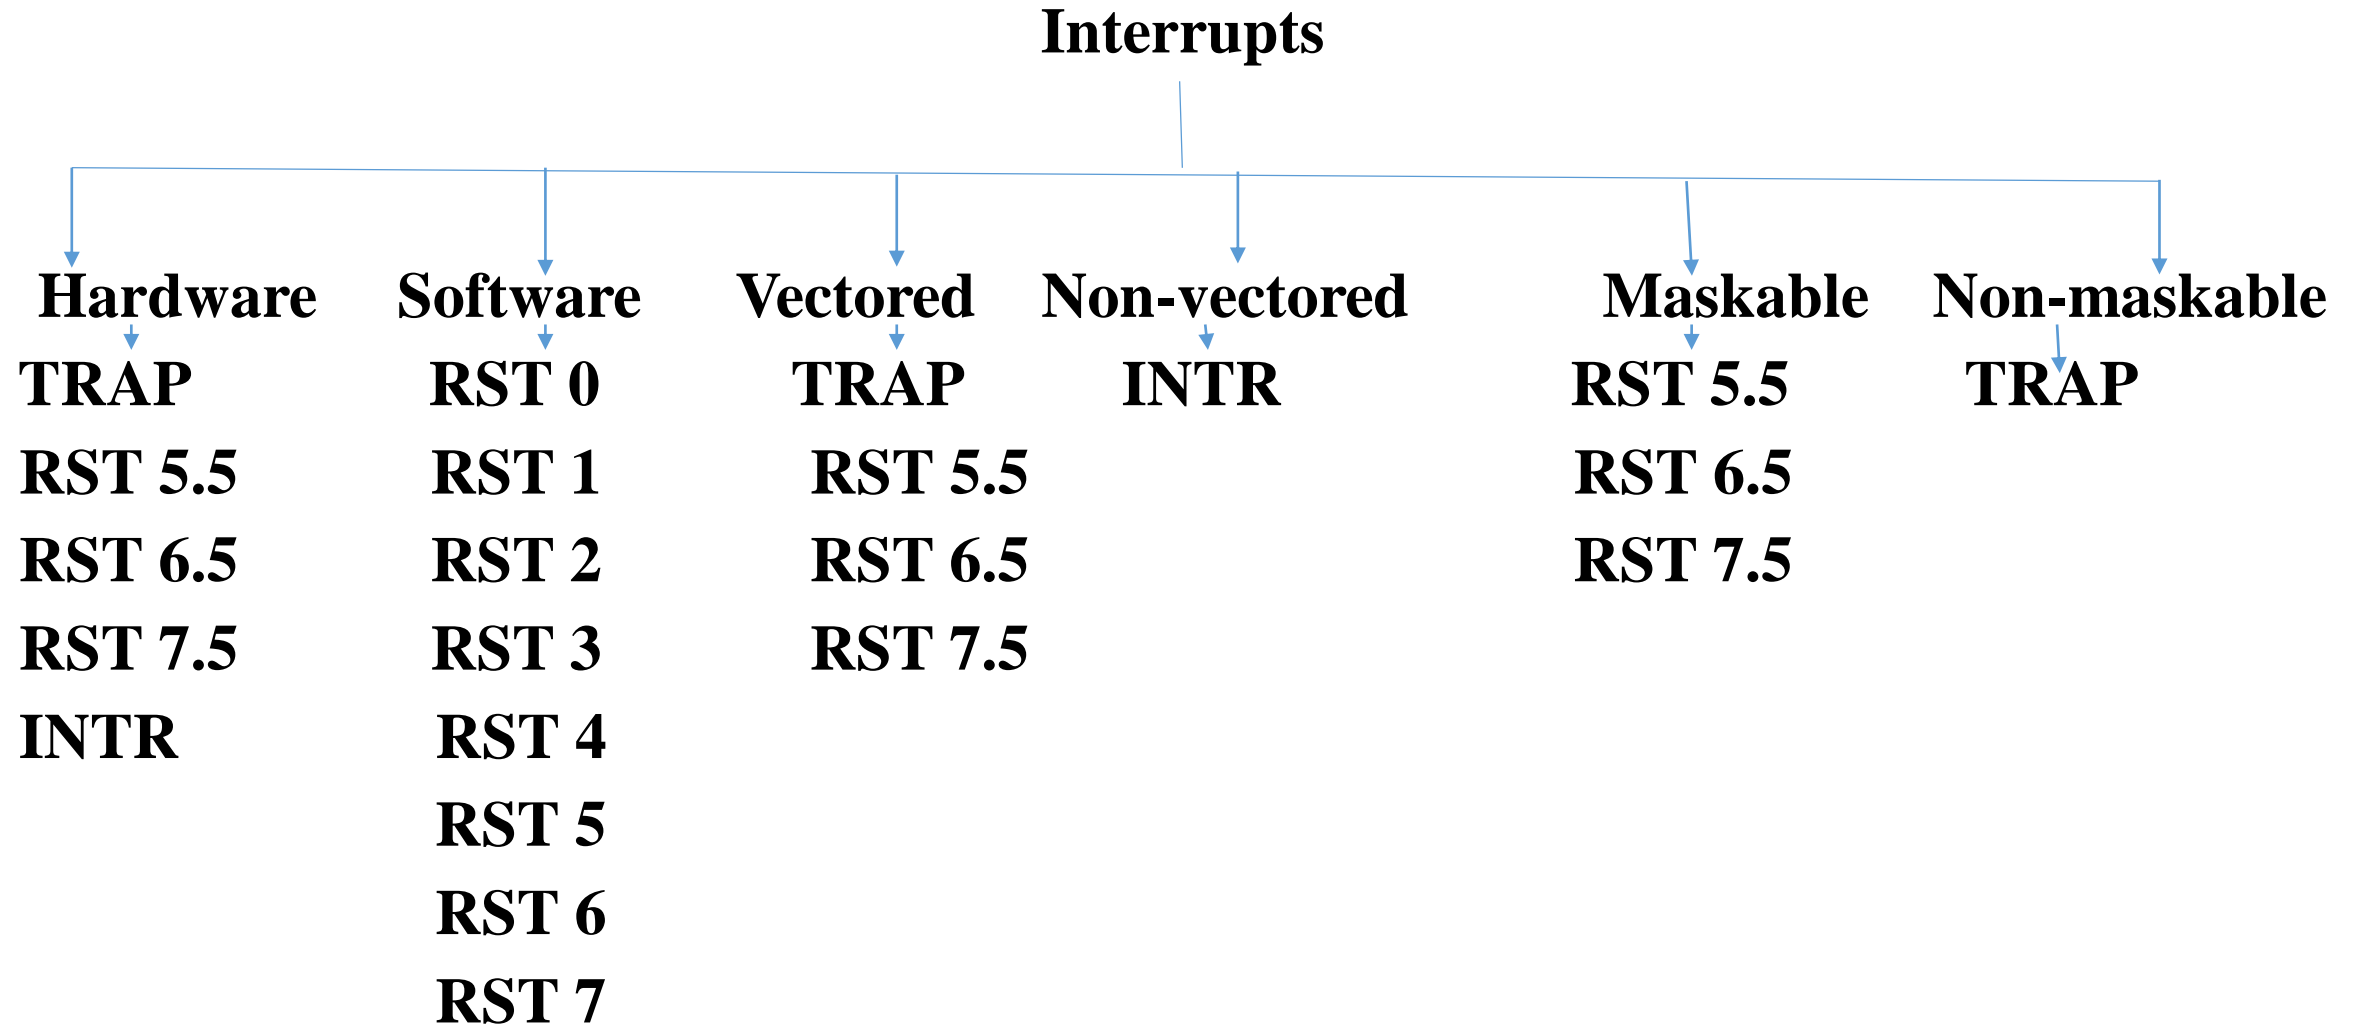 Interrupts
Hardware Software Vectored Non-vectored Maskable Non-maskable
TRAP RST 0 TRAP INTR RST 5.5 TRAP
RST 5.5 RST 1 RST 5.5 RST 6.5
RST 6.5 RST 2 RST 6.5 RST 7.5
RST 7.5 RST 3 RST 7.5
INTR RST 4
RST 5
RST 6
RST 7